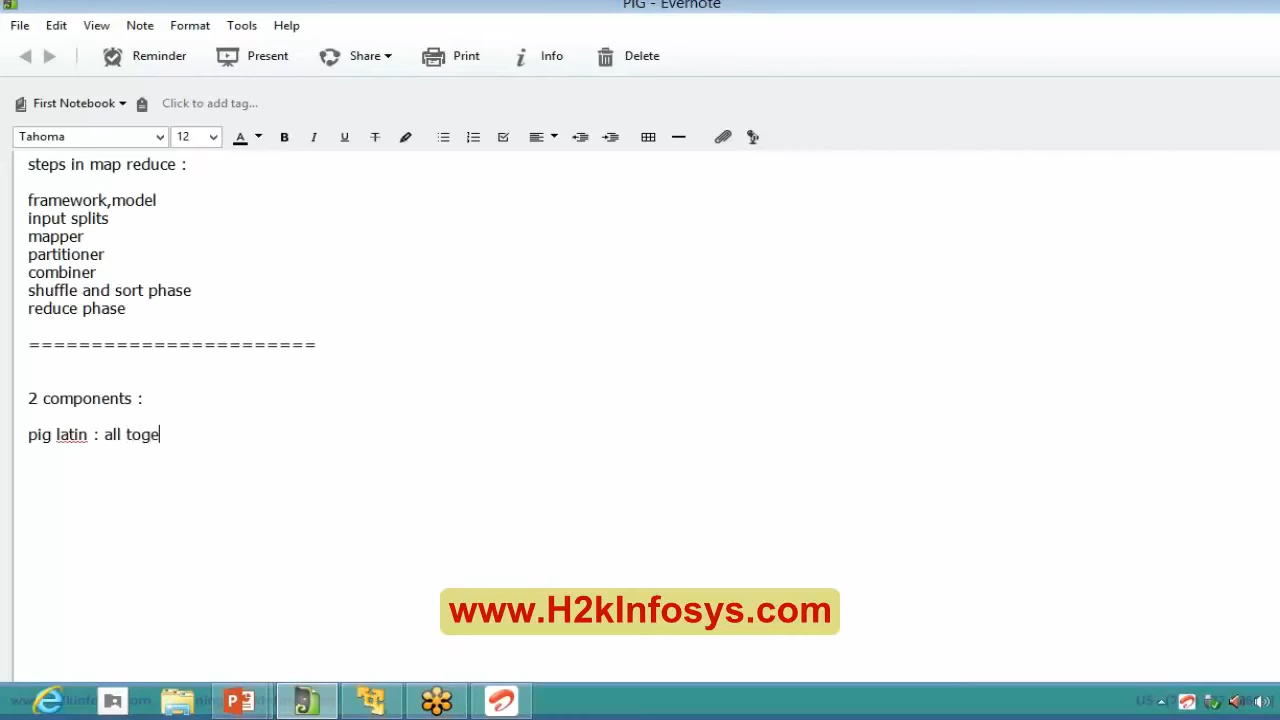 PIG - Evernote
File Edit View Note Format Tools Help
Reminder Present Share Print Info Delete
First Notebook Click to add tag...
Tahoma 12 A B I U T
steps in map reduce :
framework,model
input splits
mapper
partitioner
combiner
shuffle and sort phase
reduce phase
=======================
2 components :
pig latin : all toge
www.H2kInfosys.com
US